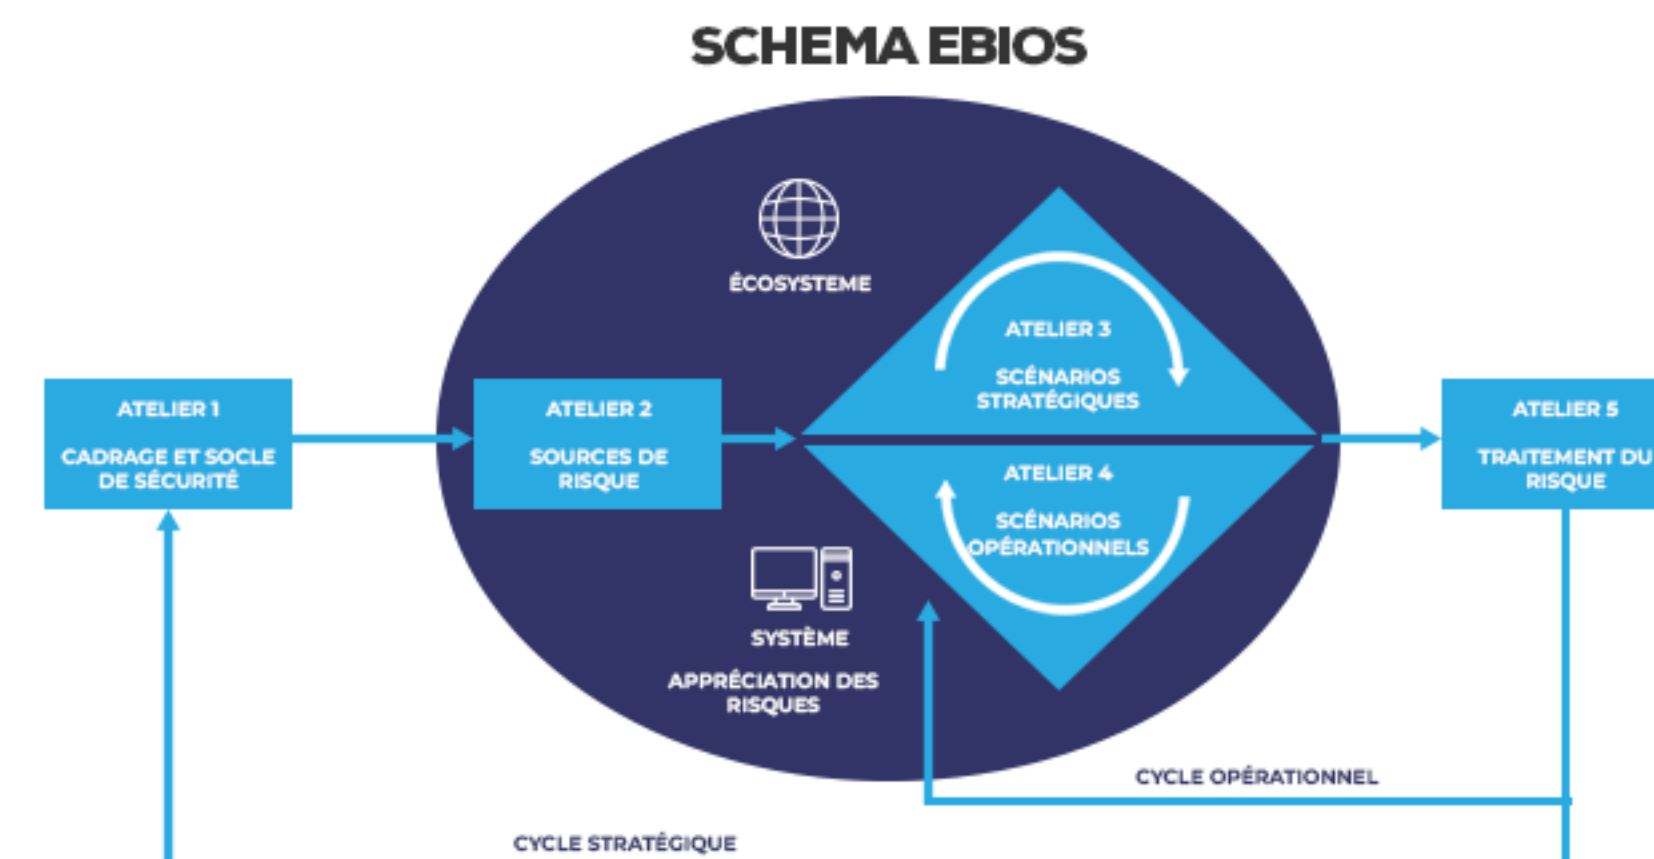 SCHEMA EBIOS
ÉCOSYSTEME
ATELIER 1
CADRAGE ET SOCLE
DE SÉCURITÉ
ATELIER 2
SOURCES DE
RISQUE
ATELIER 3
SCÉNARIOS
STRATÉGIQUES
ATELIER 4
SCÉNARIOS
OPÉRATIONNELS
ATELIER 5
TRAITEMENT DU
RISQUE
SYSTÈME
APPRÉCIATION DES
RISQUES
CYCLE OPÉRATIONNEL
CYCLE STRATÉGIQUE